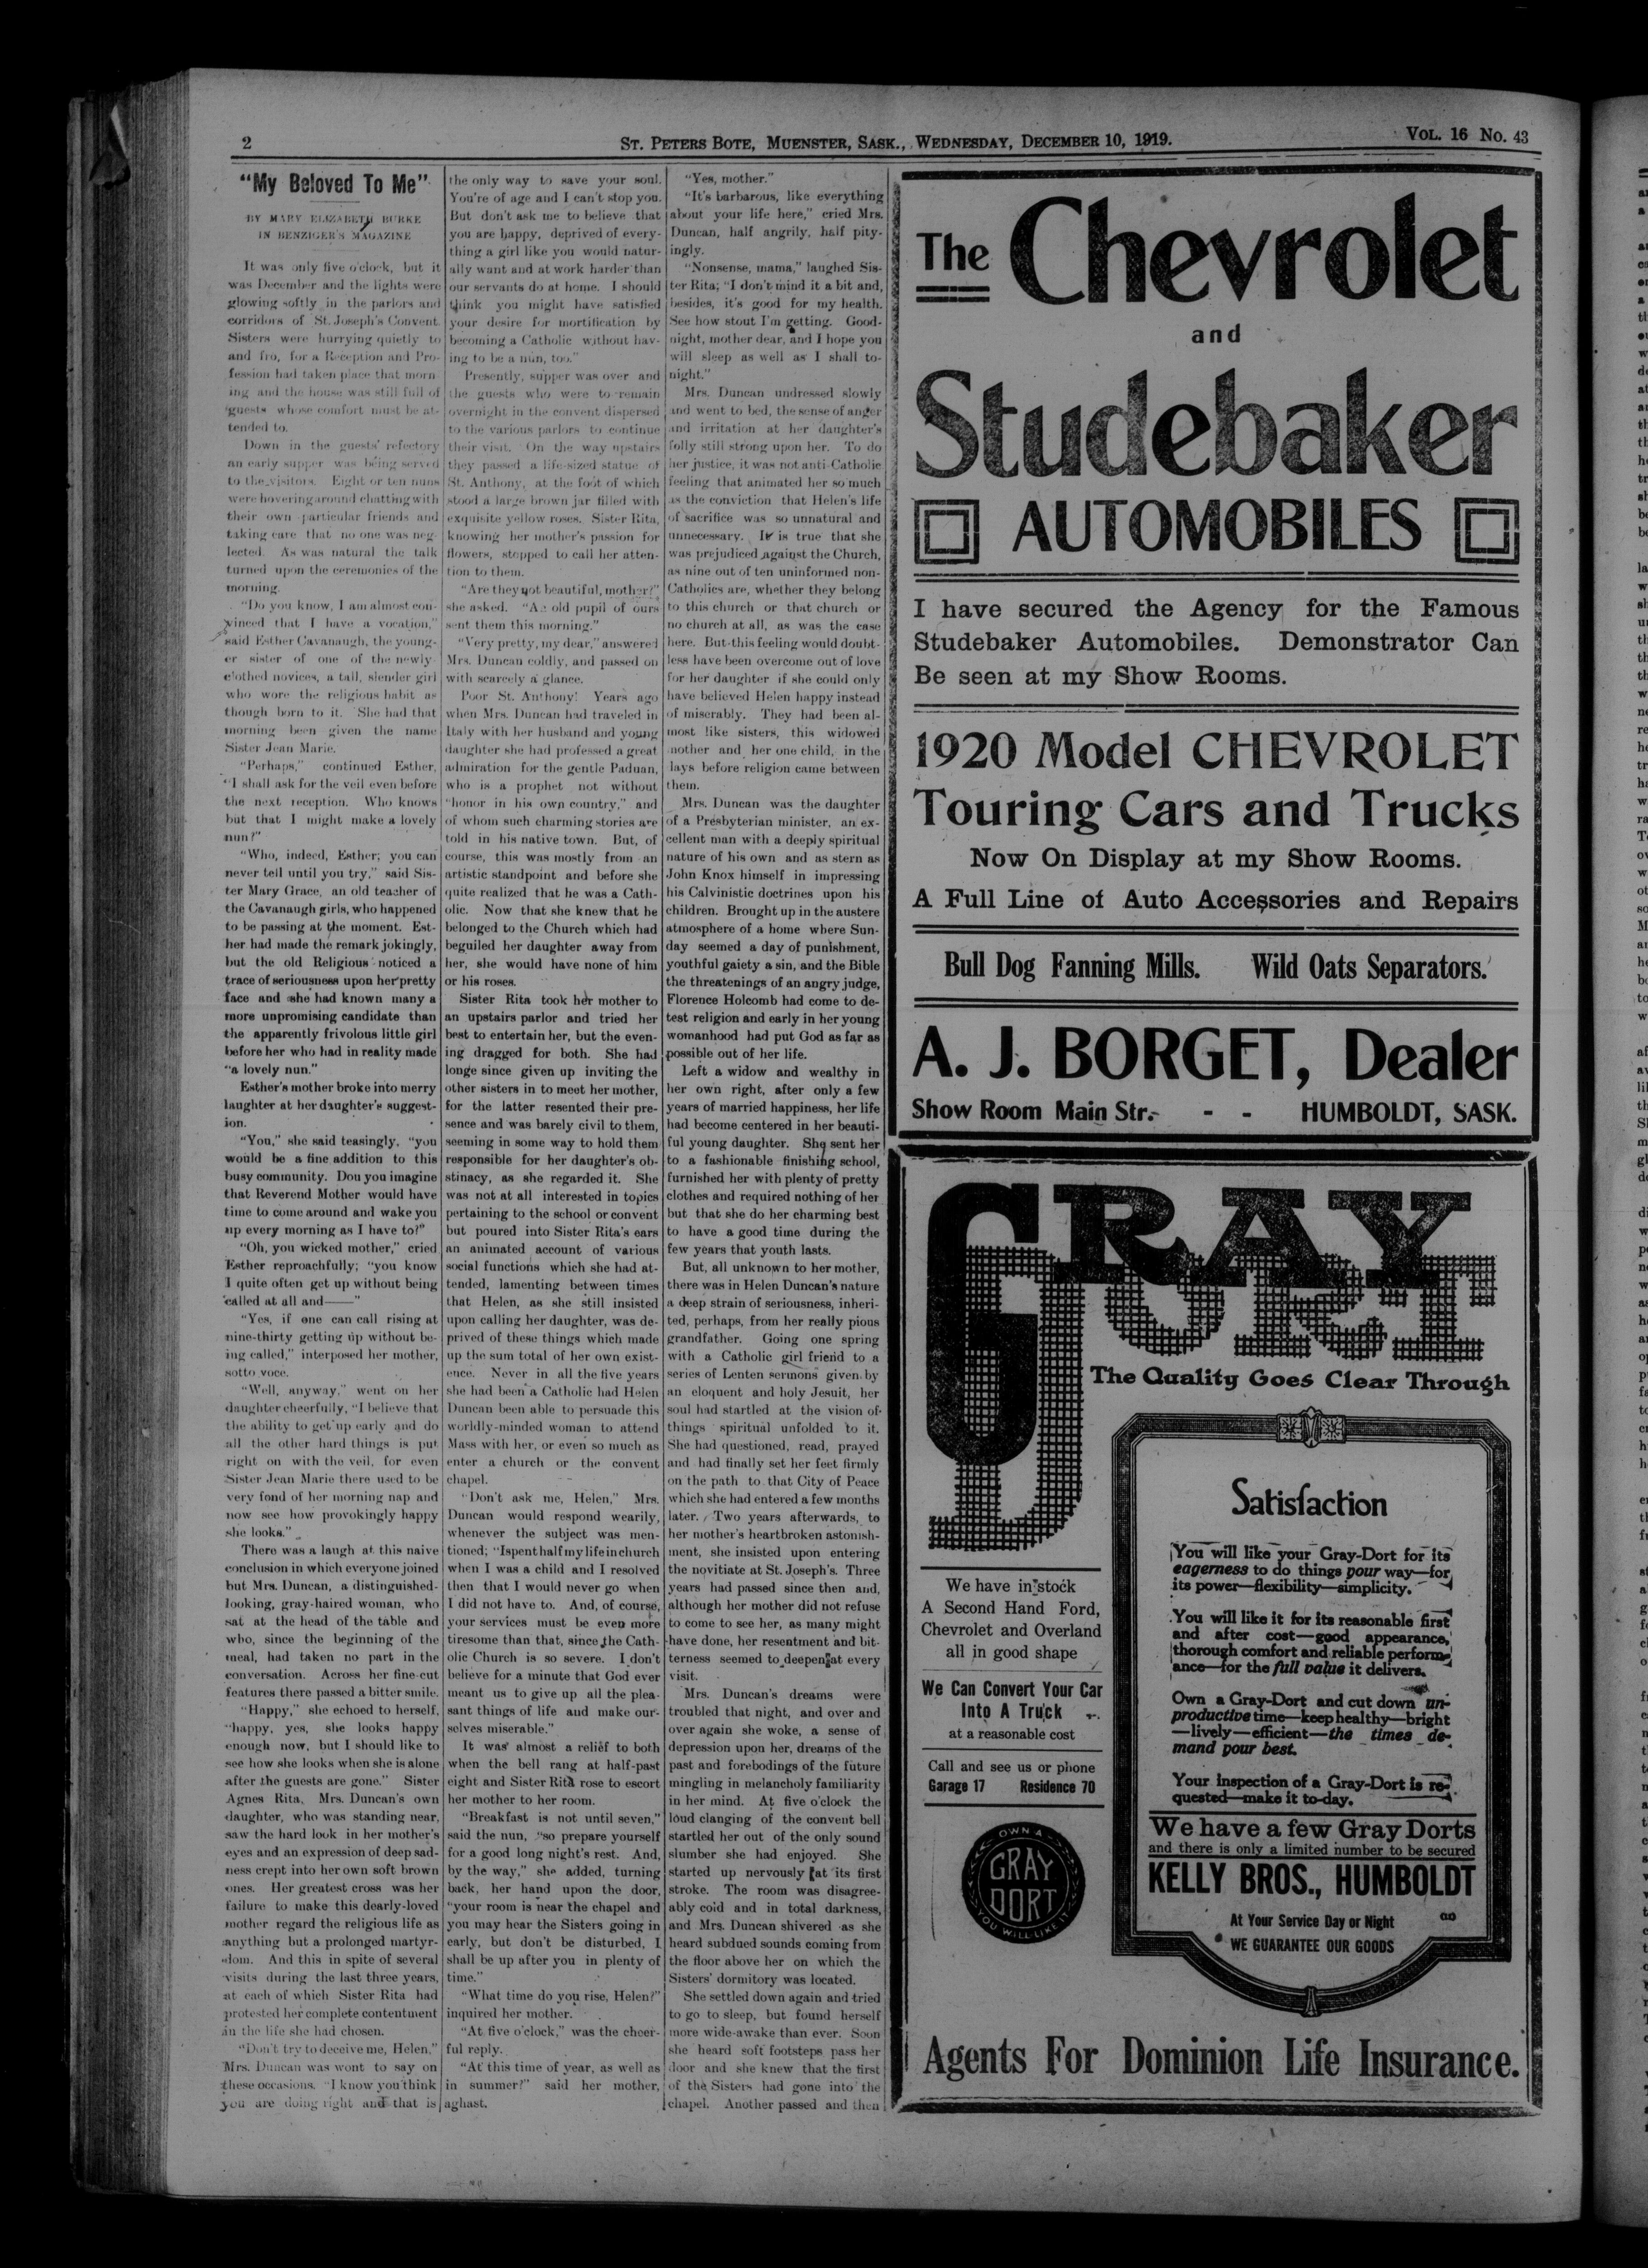 2
ST. PETERS BOTE, MUENSTER, SASK., WEDNESDAY, DECEMBER 10, 1919.
VOL. 16 No. 43
"My Beloved To Me"
BY MARY ELIZABETH BURKE
IN BENZIGER'S MAGAZINE
It was only five o'clock, but it
was December and the lights were
glowing softly in the parlors and
corridors of St. Joseph's Convent.
Sisters were hurrying quietly to
and fro, for a Reception and Pro-
fession had taken place that morn
ing and the house was still full of
guests whose comfort must be at-
tended to.
Down in the guests' refectory
an early supper was being served
to the visitors. Eight or ten nuns
were hovering around chatting with
their own particular friends and
taking care that no one was neg-
lected. As was natural the talk
turned upon the ceremonies of the
morning.
"Do you know, I am almost con-
vinced that I have a vocation,"
said Esther Cavanaugh, the young-
er sister of one of the newly-
clothed novices, a tall, slender girl
who wore the religious habit as
though born to it. She had that
morning been given the name
Sister Jean Marie.
"Perhaps," continued Esther,
"I shall ask for the veil even before
the next reception. Who knows
but that I might make a lovely
nun?"
"Who, indeed, Esther; you can
never tell until you try," said Sis-
ter Mary Grace, an old teacher of
the Cavanaugh girls, who happened
to be passing at the moment. Est-
her had made the remark jokingly,
but the old Religious noticed a
trace of seriousness upon her pretty
face and she had known many a
more unpromising candidate than
the apparently frivolous little girl
before her who had in reality made
"a lovely nun."
Esther's mother broke into merry
laughter at her daughter's suggest-
ion.
"You," she said teasingly, "you
would be a fine addition to this
busy community. Dou you imagine
that Reverend Mother would have
time to come around and wake you
up every morning as I have to?"
"Oh, you wicked mother," cried
Esther reproachfully; "you know
I quite often get up without being
called at all and——"
"Yes, if one can call rising at
nine-thirty getting up without be-
ing called," interposed her mother,
sotto voce.
"Well, anyway," went on her
daughter cheerfully, "I believe that
the ability to get up early and do
all the other hard things is put
right on with the veil, for even
Sister Jean Marie there used to be
very fond of her morning nap and
now see how provokingly happy
she looks."
There was a laugh at this naive
conclusion in which everyone joined
but Mrs. Duncan, a distinguished-
looking, gray-haired woman, who
sat at the head of the table and
who, since the beginning of the
meal, had taken no part in the
conversation. Across her fine-cut
features there passed a bitter smile.
"Happy," she echoed to herself,
"happy, yes, she looks happy
enough now, but I should like to
see how she looks when she is alone
after the guests are gone." Sister
Agnes Rita, Mrs. Duncan's own
daughter, who was standing near,
saw the hard look in her mother's
eyes and an expression of deep sad-
ness crept into her own soft brown
ones. Her greatest cross was her
failure to make this dearly-loved
mother regard the religious life as
anything but a prolonged martyr-
dom. And this in spite of several
visits during the last three years,
at each of which Sister Rita had
protested her complete contentment
in the life she had chosen.
"Don't try to deceive me, Helen,"
Mrs. Duncan was wont to say on
these occasions. "I know you think
you are doing right and that is
the only way to save your soul.
You're of age and I can't stop you.
But don't ask me to believe that
you are happy, deprived of every-
thing a girl like you would natur-
ally want and at work harder than
our servants do at home. I should
think you might have satisfied
your desire for mortification by
becoming a Catholic without hav-
ing to be a nun, too."
Presently, supper was over and
the guests who were to remain
overnight in the convent dispersed
to the various parlors to continue
their visit. On the way upstairs
they passed a life-sized statue of
St. Anthony, at the foot of which
stood a large brown jar filled with
exquisite yellow roses. Sister Rita,
knowing her mother's passion for
flowers, stopped to call her atten-
tion to them.
"Are they not beautiful, mother?"
she asked. "An old pupil of ours
sent them this morning."
"Very pretty, my dear," answered
Mrs. Duncan coldly, and passed on
with scarcely a glance.
Poor St. Anthony! Years ago
when Mrs. Duncan had traveled in
Italy with her husband and young
daughter she had professed a great
admiration for the gentle Paduan,
who is a prophet not without
"honor in his own country," and
of whom such charming stories are
told in his native town. But, of
course, this was mostly from an
artistic standpoint and before she
quite realized that he was a Cath-
olic. Now that she knew that he
belonged to the Church which had
beguiled her daughter away from
her, she would have none of him
or his roses.
Sister Rita took her mother to
an upstairs parlor and tried her
best to entertain her, but the even-
ing dragged for both. She had
longe since given up inviting the
other sisters in to meet her mother,
for the latter resented their pre-
sence and was barely civil to them,
seeming in some way to hold them
responsible for her daughter's ob-
stinacy, as she regarded it. She
was not at all interested in topics
pertaining to the school or convent
but poured into Sister Rita's ears
an animated account of various
social functions which she had at-
tended, lamenting between times
that Helen, as she still insisted
upon calling her daughter, was de-
prived of these things which made
up the sum total of her own exist-
ence. Never in all the five years
she had been a Catholic had Helen
Duncan been able to persuade this
worldly-minded woman to attend
Mass with her, or even so much as
enter a church or the convent
chapel.
"Don't ask me, Helen," Mrs.
Duncan would respond wearily,
whenever the subject was men-
tioned; "I spent half my life in church
when I was a child and I resolved
then that I would never go when
I did not have to. And, of course,
your services must be even more
tiresome than that, since the Cath-
olic Church is so severe. I don't
believe for a minute that God ever
meant us to give up all the plea-
sant things of life and make our-
selves miserable."
It was almost a relief to both
when the bell rang at half-past
eight and Sister Rita rose to escort
her mother to her room.
"Breakfast is not until seven,"
said the nun, "so prepare yourself
for a good long night's rest. And,
by the way," she added, turning
back, her hand upon the door,
"your room is near the chapel and
you may hear the Sisters going in
early, but don't be disturbed, I
shall be up after you in plenty of
time."
"What time do you rise, Helen?"
inquired her mother.
"At five o'clock," was the cheer-
ful reply.
"At this time of year, as well as
in summer?" said her mother,
aghast.
"Yes, mother."
"It's barbarous, like everything
about your life here," cried Mrs.
Duncan, half angrily, half pity-
ingly.
"Nonsense, mama," laughed Sis-
ter Rita; "I don't mind it a bit and,
besides, it's good for my health.
See how stout I'm getting. Good-
night, mother dear, and I hope you
will sleep as well as I shall to-
night."
Mrs. Duncan undressed slowly
and went to bed, the sense of anger
and irritation at her daughter's
folly still strong upon her. To do
her justice, it was not anti-Catholic
feeling that animated her so much
as the conviction that Helen's life
of sacrifice was so unnatural and
unnecessary. It is true that she
was prejudiced against the Church,
as nine out of ten uninformed non-
Catholics are, whether they belong
to this church or that church or
no church at all, as was the case
here. But this feeling would doubt-
less have been overcome out of love
for her daughter if she could only
have believed Helen happy instead
of miserably. They had been al-
most like sisters, this widowed
mother and her one child, in the
days before religion came between
them.
Mrs. Duncan was the daughter
of a Presbyterian minister, an ex-
cellent man with a deeply spiritual
nature of his own and as stern as
John Knox himself in impressing
his Calvinistic doctrines upon his
children. Brought up in the austere
atmosphere of a home where Sun-
day seemed a day of punishment,
youthful gaiety a sin, and the Bible
the threatenings of an angry judge,
Florence Holcomb had come to de-
test religion and early in her young
womanhood had put God as far as
possible out of her life.
Left a widow and wealthy in
her own right, after only a few
years of married happiness, her life
had become centered in her beauti-
ful young daughter. She sent her
to a fashionable finishing school,
furnished her with plenty of pretty
clothes and required nothing of her
but that she do her charming best
to have a good time during the
few years that youth lasts.
But, all unknown to her mother,
there was in Helen Duncan's nature
a deep strain of seriousness, inheri-
ted, perhaps, from her really pious
grandfather. Going one spring
with a Catholic girl friend to a
series of Lenten sermons given by
an eloquent and holy Jesuit, her
soul had startled at the vision of
things spiritual unfolded to it.
She had questioned, read, prayed
and had finally set her feet firmly
on the path to that City of Peace
which she had entered a few months
later. Two years afterwards, to
her mother's heartbroken astonish-
ment, she insisted upon entering
the novitiate at St. Joseph's. Three
years had passed since then and,
although her mother did not refuse
to come to see her, as many might
have done, her resentment and bit-
terness seemed to deepen at every
visit.
Mrs. Duncan's dreams were
troubled that night, and over and
over again she woke, a sense of
depression upon her, dreams of the
past and forebodings of the future
mingling in melancholy familiarity
in her mind. At five o'clock the
loud clanging of the convent bell
startled her out of the only sound
slumber she had enjoyed. She
started up nervously at its first
stroke. The room was disagree-
ably cold and in total darkness,
and Mrs. Duncan shivered as she
heard subdued sounds coming from
the floor above her on which the
Sisters' dormitory was located.
She settled down again and tried
to go to sleep, but found herself
more wide-awake than ever. Soon
she heard soft footsteps pass her
door and she knew that the first
of the Sisters had gone into the
chapel. Another passed and then
The Chevrolet
and
Studebaker
AUTOMOBILES
I have secured the Agency for the Famous
Studebaker Automobiles. Demonstrator Can
Be seen at my Show Rooms.
1920 Model CHEVROLET
Touring Cars and Trucks
Now On Display at my Show Rooms.
A Full Line of Auto Accessories and Repairs
Bull Dog Fanning Mills. Wild Oats Separators.
A. J. BORGET, Dealer
Show Room Main Str. - - HUMBOLDT, SASK.
GRAY
DORT
The Quality Goes Clear Through
We have in stock
A Second Hand Ford,
Chevrolet and Overland
all in good shape
We Can Convert Your Car
Into A Truck
at a reasonable cost
Call and see us or phone
Garage 17 Residence 70
OWN A
GRAY
DORT
YOU WILL LIKE IT
Satisfaction
You will like your Gray-Dort for its
eagerness to do things your way—for
its power—flexibility—simplicity.
You will like it for its reasonable first
and after cost—good appearance,
thorough comfort and reliable perform-
ance—for the full value it delivers.
Own a Gray-Dort and cut down un-
productive time—keep healthy—bright
—lively—efficient—the times de-
mand your best.
Your inspection of a Gray-Dort is re-
quested—make it to-day.
We have a few Gray Dorts
and there is only a limited number to be secured
KELLY BROS., HUMBOLDT
At Your Service Day or Night
WE GUARANTEE OUR GOODS
Agents For Dominion Life Insurance.